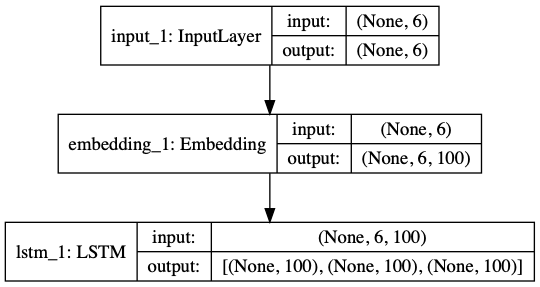 input_1: InputLayer
input: (None, 6)
output: (None, 6)
embedding_1: Embedding
input: (None, 6)
output: (None, 6, 100)
lstm_1: LSTM
input: (None, 6, 100)
output: [(None, 100), (None, 100), (None, 100)]